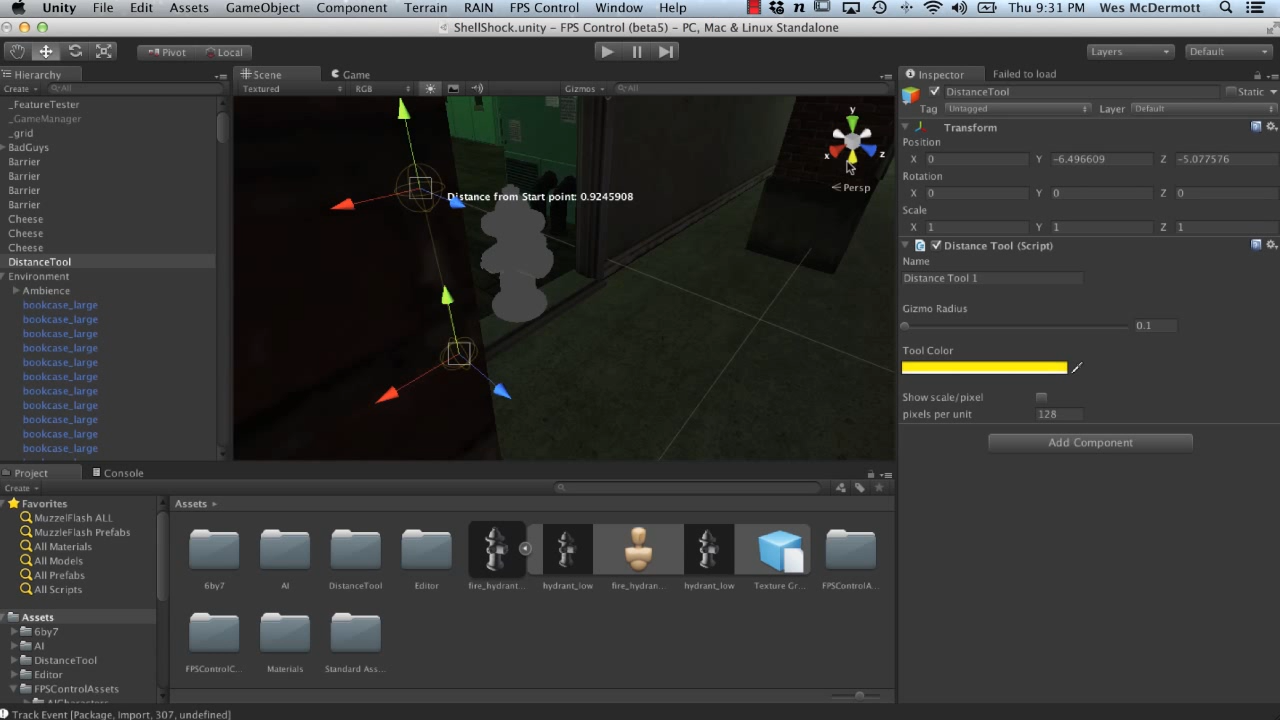 Unity File Edit Assets GameObject Component Terrain RAIN FPS Control Window Help Thu 9:31 PM Wes McDermott
ShellShock.unity - FPS Control (beta5) - PC, Mac & Linux Standalone
Pivot Local Layers Default
Hierarchy Scene Game Inspector Failed to load
Create All Textured RGB Gizmos All DistanceTool Static
_FeatureTester Tag Untagged Layer Default
_GameManager
_grid Transform
BadGuys Position
Barrier X 0 Y -6.496609 Z -5.077576
Barrier Rotation
Barrier X 0 Y 0 Z 0
Barrier Scale
Cheese X 1 Y 1 Z 1
Cheese
Cheese Distance Tool (Script)
DistanceTool Name
Environment Distance Tool 1
Ambience
bookcase_large Gizmo Radius
bookcase_large 0.1
bookcase_large
bookcase_large Tool Color
bookcase_large
bookcase_large
bookcase_large Show scale/pixel
bookcase_large pixels per unit 128
bookcase_large
bookcase_large Add Component
bookcase_large
y
x z
Persp
Distance from Start point: 0.9245908
Project Console
Create
Favorites Assets
MuzzelFlash ALL
MuzzleFlash Prefabs
All Materials
All Models
All Prefabs
All Scripts
6by7 AI DistanceTool Editor fire_hydrant... hydrant_low fire_hydran... hydrant_low Texture Gr... FPSControlA...
Assets
6by7
AI
DistanceTool
Editor
FPSControlAssets
FPSControlC... Materials Standard Ass...
Track Event [Package, Import, 307, undefined]